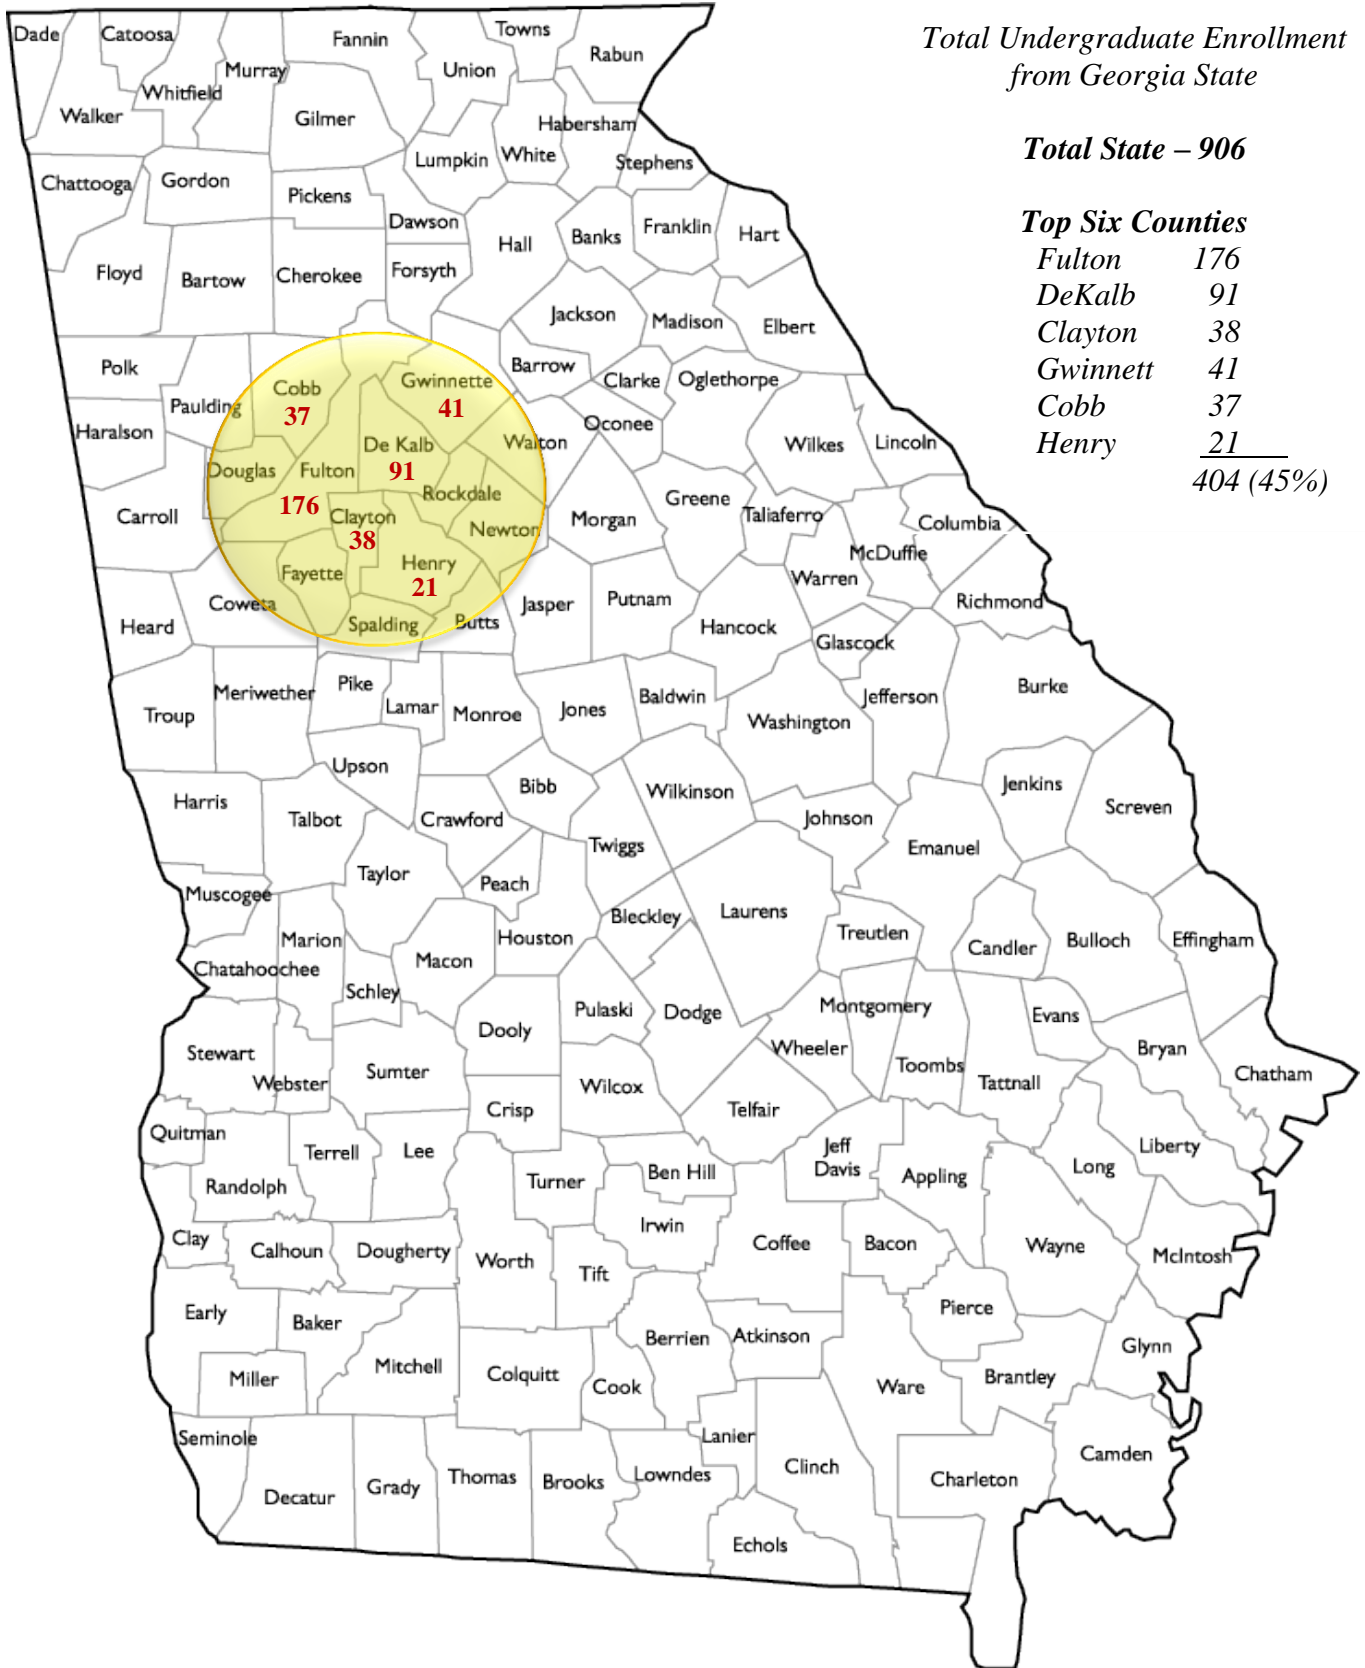 Total Undergraduate Enrollment
from Georgia State
Total State – 906
Top Six Counties
Fulton 176
DeKalb 91
Clayton 38
Gwinnett 41
Cobb 37
Henry 21
404 (45%)
Dade
Catoosa
Fannin
Towns
Rabun
Union
Murray
Whitfield
Walker
Gilmer
Habersham
White
Lumpkin
Stephens
Chattooga
Gordon
Pickens
Dawson
Hall
Banks
Franklin
Hart
Floyd
Bartow
Cherokee
Forsyth
Jackson
Madison
Elbert
Polk
Barrow
Clarke
Oglethorpe
Paulding
Cobb
37
Gwinnette
41
Haralson
Oconee
Walton
Wilkes
Lincoln
De Kalb
91
Douglas
Fulton
176
Rockdale
Greene
Carroll
Clayton
38
Newton
Morgan
Taliaferro
Columbia
McDuffie
Warren
Fayette
Henry
21
Coweta
Heard
Spalding
Butts
Jasper
Putnam
Hancock
Richmond
Glascock
Troup
Meriwether
Pike
Lamar
Monroe
Jones
Baldwin
Washington
Jefferson
Burke
Upson
Bibb
Wilkinson
Jenkins
Screven
Harris
Talbot
Crawford
Johnson
Emanuel
Twiggs
Taylor
Peach
Muscogee
Bleckley
Laurens
Marion
Houston
Treutlen
Candler
Bulloch
Effingham
Chatahoochee
Macon
Schley
Pulaski
Dodge
Montgomery
Evans
Dooly
Stewart
Wheeler
Bryan
Webster
Sumter
Wilcox
Toombs
Tattnall
Chatham
Crisp
Telfair
Quitman
Terrell
Lee
Jeff
Davis
Liberty
Long
Turner
Ben Hill
Appling
Randolph
Irwin
Clay
Calhoun
Dougherty
Worth
Tift
Coffee
Bacon
Wayne
McIntosh
Early
Baker
Berrien
Atkinson
Pierce
Glynn
Miller
Mitchell
Colquitt
Cook
Ware
Brantley
Seminole
Lanier
Camden
Decatur
Grady
Thomas
Brooks
Lowndes
Clinch
Charleton
Echols